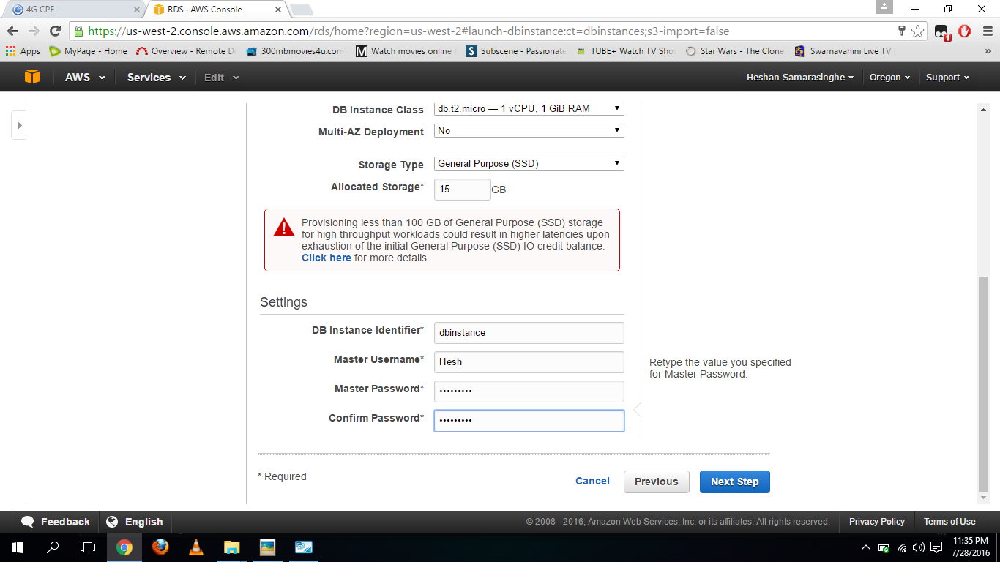 4G CPE
RDS · AWS Console
https://us-west-2.console.aws.amazon.com/rds/home?region=us-west-2#launch-dbinstance:ct=dbinstances;s3-import=false
1
Apps MyPage - Home Overview - Remote D 300mbmovies4u.com Watch movies online Subscene - Passionate TUBE+ Watch TV Sho Star Wars - The Clone Swarnavahini Live TV »
AWS Services Edit Heshan Samarasinghe Oregon Support
DB Instance Class db.t2.micro — 1 vCPU, 1 GiB RAM
Multi-AZ Deployment No
Storage Type General Purpose (SSD)
Allocated Storage* 15 GB
Provisioning less than 100 GB of General Purpose (SSD) storage
for high throughput workloads could result in higher latencies upon
exhaustion of the initial General Purpose (SSD) IO credit balance.
Click here for more details.
Settings
DB Instance Identifier* dbinstance
Master Username* Hesh
Master Password* •••••••••
Confirm Password* •••••••••
Retype the value you specified
for Master Password.
* Required
Cancel Previous Next Step
Feedback English © 2008 - 2016, Amazon Web Services, Inc. or its affiliates. All rights reserved. Privacy Policy Terms of Use
11:35 PM
7/28/2016